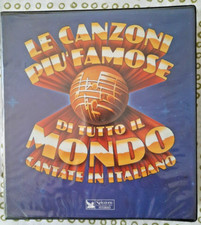 LE CANZONI
PIU' FAMOSE
DI TUTTO IL
MONDO
CANTATE IN ITALIANO